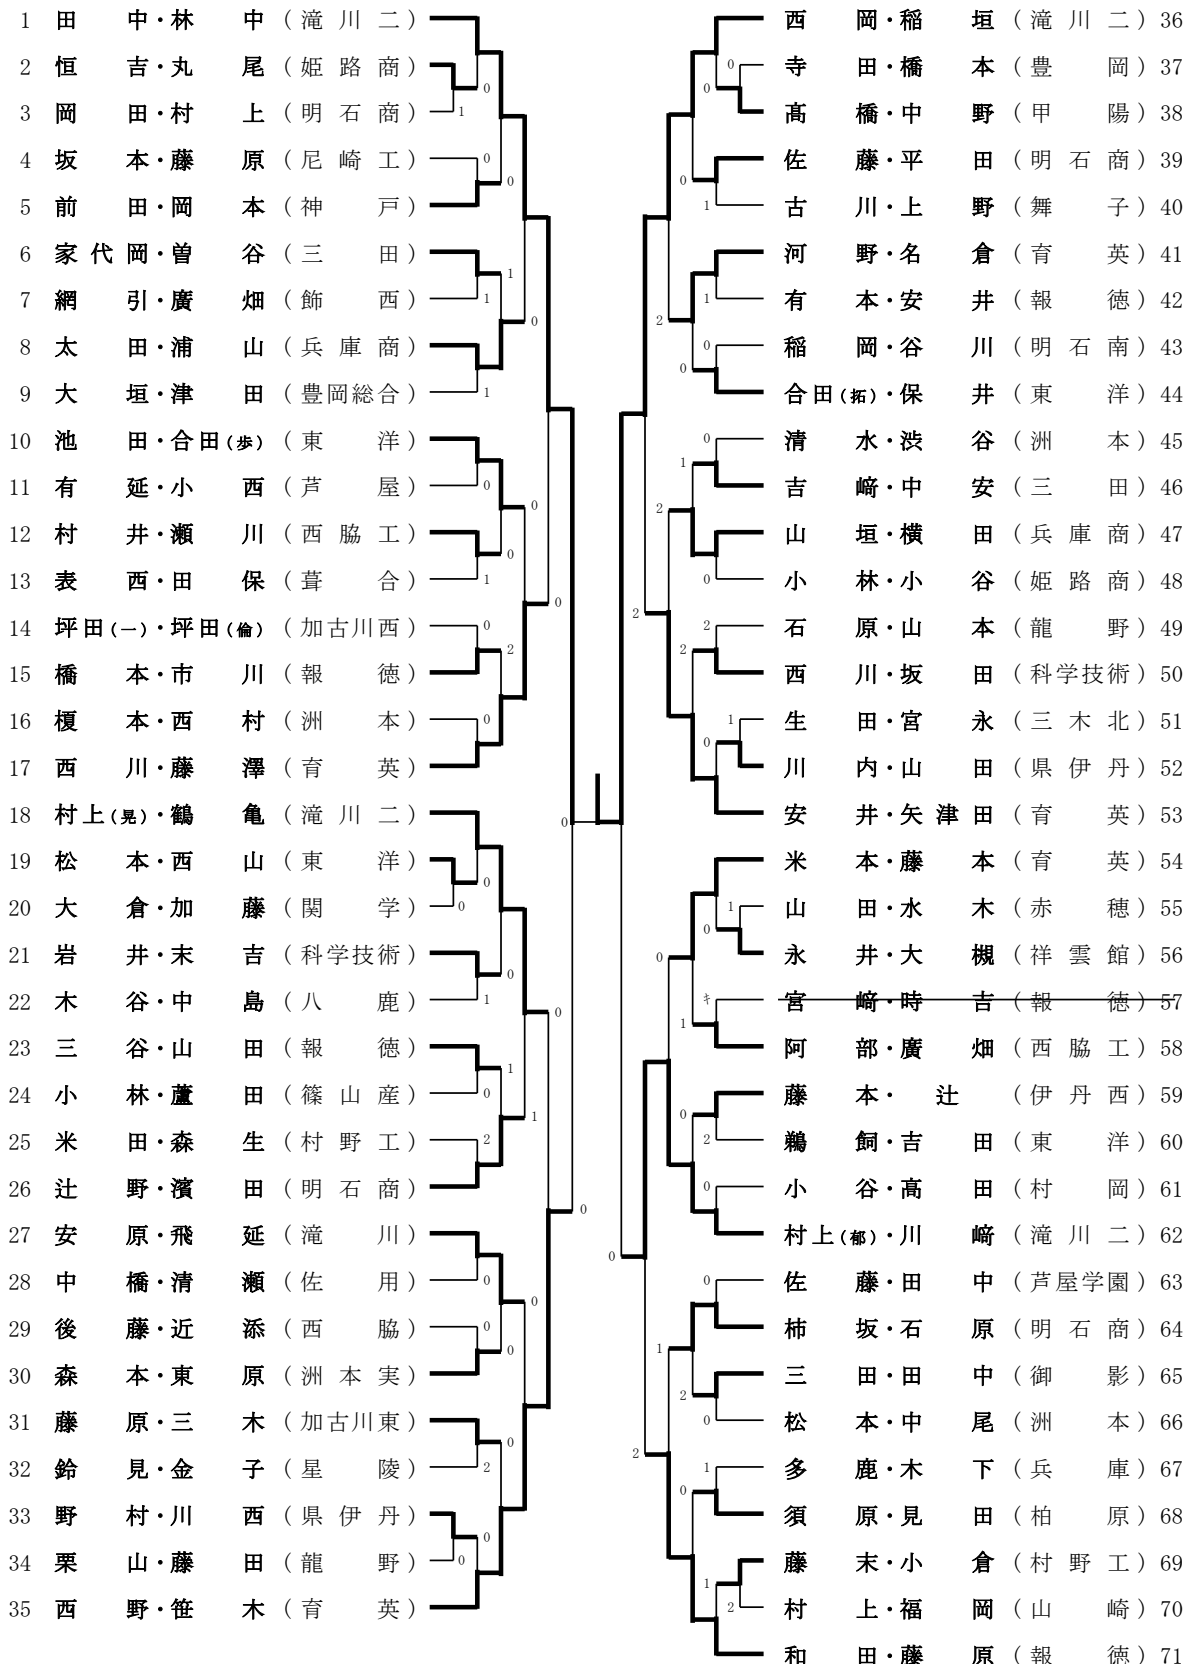 1 田中・林中（滝川二）
2 恒吉・丸尾（姫路商）
3 岡田・村上（明石商）
4 坂本・藤原（尼崎工）
5 前田・岡本（神戸）
6 家代岡・曽谷（三田）
7 網引・廣畑（飾西）
8 太田・浦山（兵庫商）
9 大垣・津田（豊岡総合）
10 池田・合田(歩)（東洋）
11 有延・小西（芦屋）
12 村井・瀬川（西脇工）
13 表西・田保（葺合）
14 坪田(一)・坪田(倫)（加古川西）
15 橋本・市川（報徳）
16 榎本・西村（洲本）
17 西川・藤澤（育英）
18 村上(晃)・鶴亀（滝川二）
19 松本・西山（東洋）
20 大倉・加藤（関学）
21 岩井・末吉（科学技術）
22 木谷・中島（八鹿）
23 三谷・山田（報徳）
24 小林・蘆田（篠山産）
25 米田・森生（村野工）
26 辻野・濱田（明石商）
27 安原・飛延（滝川）
28 中橋・清瀬（佐用）
29 後藤・近添（西脇）
30 森本・東原（洲本実）
31 藤原・三木（加古川東）
32 鈴見・金子（星陵）
33 野村・川西（県伊丹）
34 栗山・藤田（龍野）
35 西野・笹木（育英）
西岡・稲垣（滝川二）36
寺田・橋本（豊岡）37
髙橋・中野（甲陽）38
佐藤・平田（明石商）39
古川・上野（舞子）40
河野・名倉（育英）41
有本・安井（報徳）42
稲岡・谷川（明石南）43
合田(拓)・保井（東洋）44
清水・渋谷（洲本）45
吉﨑・中安（三田）46
山垣・横田（兵庫商）47
小林・小谷（姫路商）48
石原・山本（龍野）49
西川・坂田（科学技術）50
生田・宮永（三木北）51
川内・山田（県伊丹）52
安井・矢津田（育英）53
米本・藤本（育英）54
山田・水木（赤穂）55
永井・大槻（祥雲館）56
宮﨑・時吉（報徳）57
阿部・廣畑（西脇工）58
藤本・辻（伊丹西）59
鵜飼・吉田（東洋）60
小谷・高田（村岡）61
村上(郁)・川﨑（滝川二）62
佐藤・田中（芦屋学園）63
柿坂・石原（明石商）64
三田・田中（御影）65
松本・中尾（洲本）66
多鹿・木下（兵庫）67
須原・見田（柏原）68
藤末・小倉（村野工）69
村上・福岡（山崎）70
和田・藤原（報徳）71